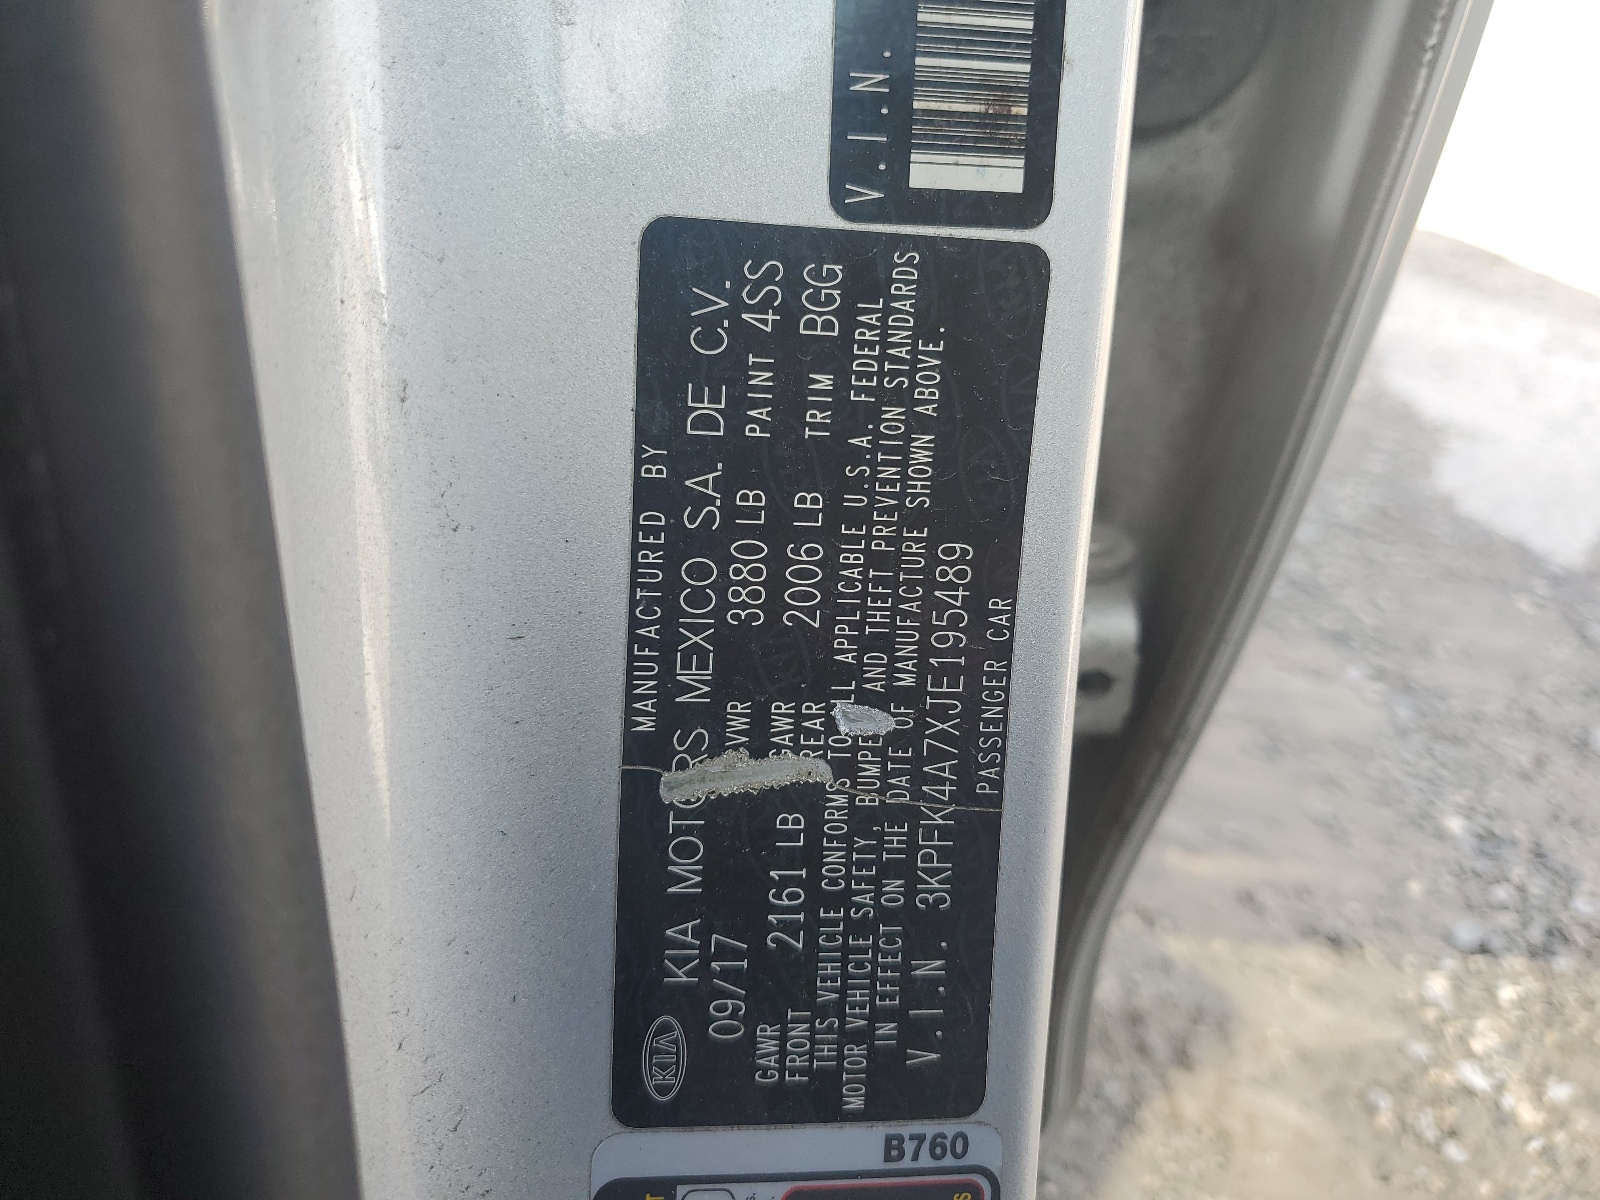 V.I.N.
MANUFACTURED BY
KIA KIA MOTORS MEXICO S.A. DE C.V.
09/17 GVWR 3880 LB PAINT 4SS
GAWR FRONT 2161 LB GAWR REAR 2006 LB TRIM BGG
THIS VEHICLE CONFORMS TO ALL APPLICABLE U.S.A. FEDERAL
MOTOR VEHICLE SAFETY, BUMPER AND THEFT PREVENTION STANDARDS
IN EFFECT ON THE DATE OF MANUFACTURE SHOWN ABOVE.
V.I.N. 3KPFK4A7XJE195489
PASSENGER CAR
B760